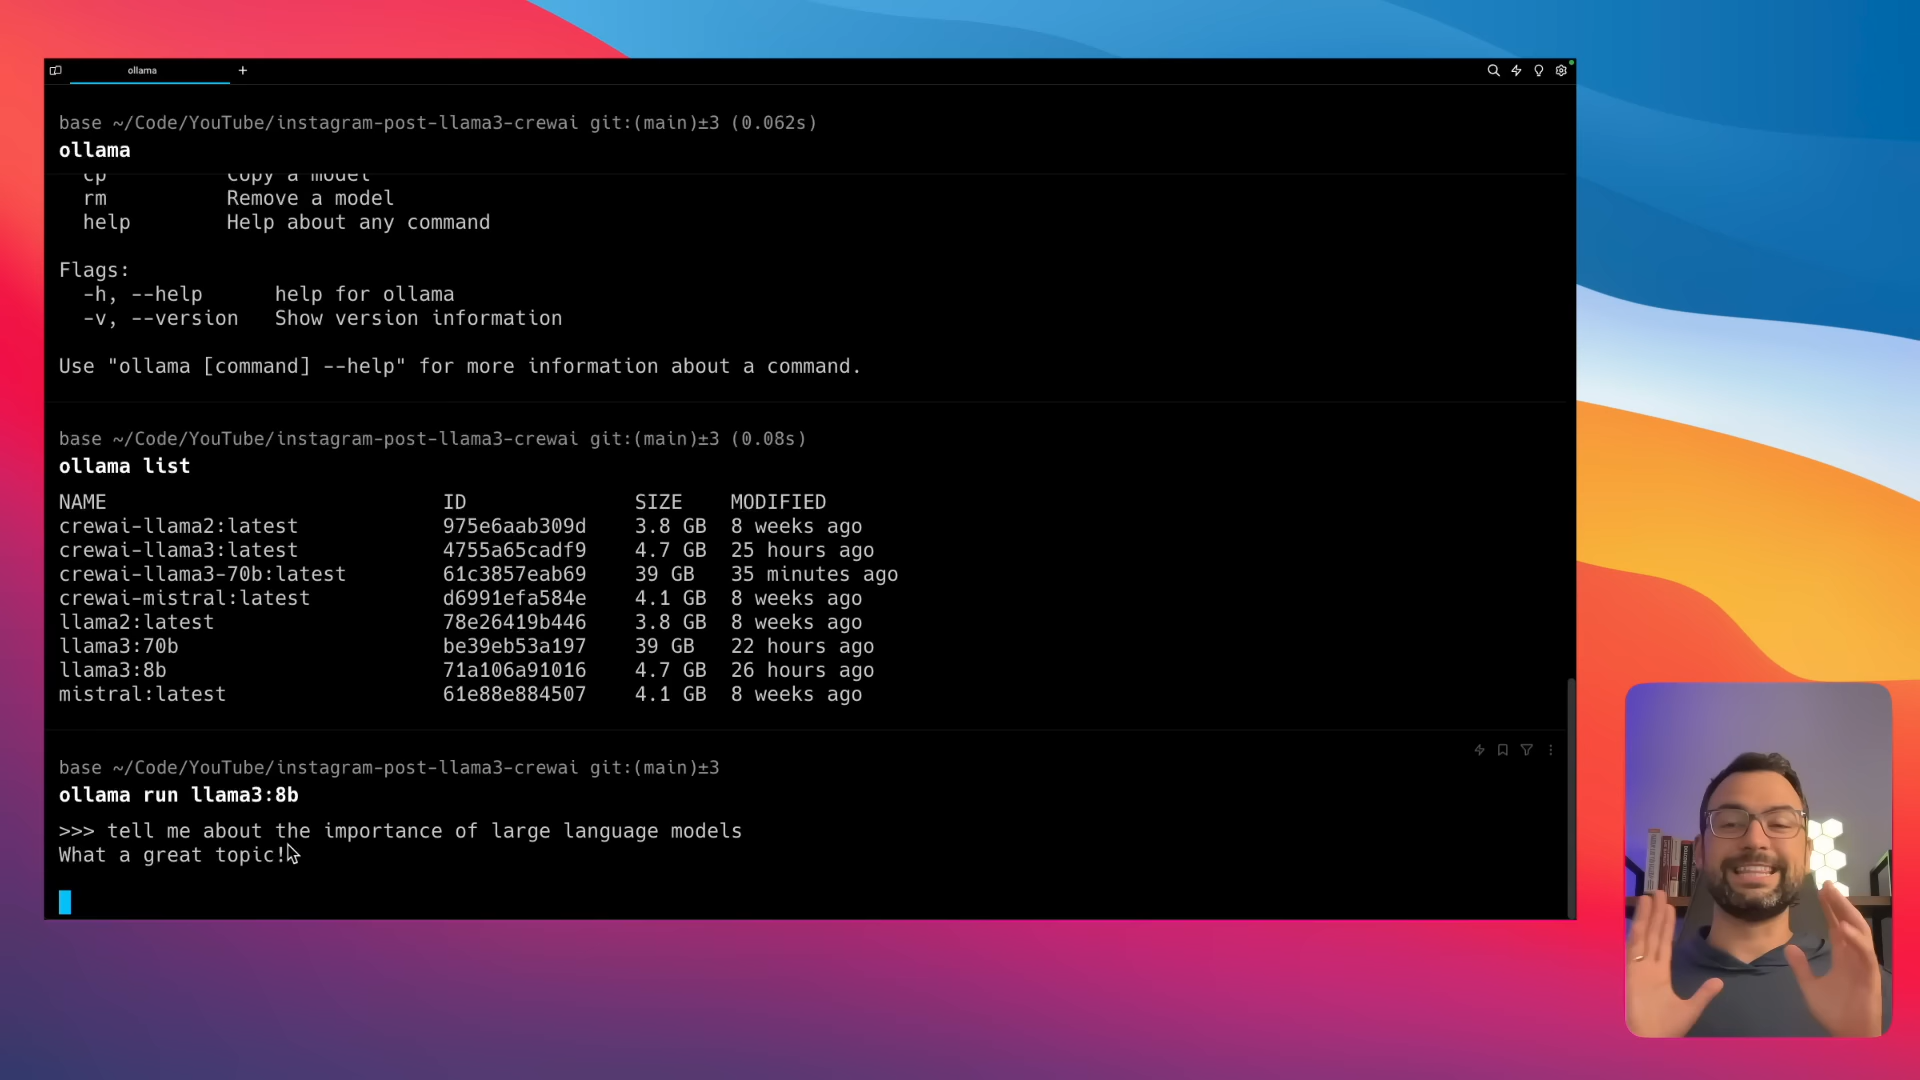 ollama
base ~/Code/YouTube/instagram-post-llama3-crewai git:(main)±3 (0.062s)
ollama
cp Copy a model
rm Remove a model
help Help about any command
Flags:
-h, --help help for ollama
-v, --version Show version information
Use "ollama [command] --help" for more information about a command.
base ~/Code/YouTube/instagram-post-llama3-crewai git:(main)±3 (0.08s)
ollama list
NAME ID SIZE MODIFIED
crewai-llama2:latest 975e6aab309d 3.8 GB 8 weeks ago
crewai-llama3:latest 4755a65cadf9 4.7 GB 25 hours ago
crewai-llama3-70b:latest 61c3857eab69 39 GB 35 minutes ago
crewai-mistral:latest d6991efa584e 4.1 GB 8 weeks ago
llama2:latest 78e26419b446 3.8 GB 8 weeks ago
llama3:70b be39eb53a197 39 GB 22 hours ago
llama3:8b 71a106a91016 4.7 GB 26 hours ago
mistral:latest 61e88e884507 4.1 GB 8 weeks ago
base ~/Code/YouTube/instagram-post-llama3-crewai git:(main)±3
ollama run llama3:8b
>>> tell me about the importance of large language models
What a great topic!